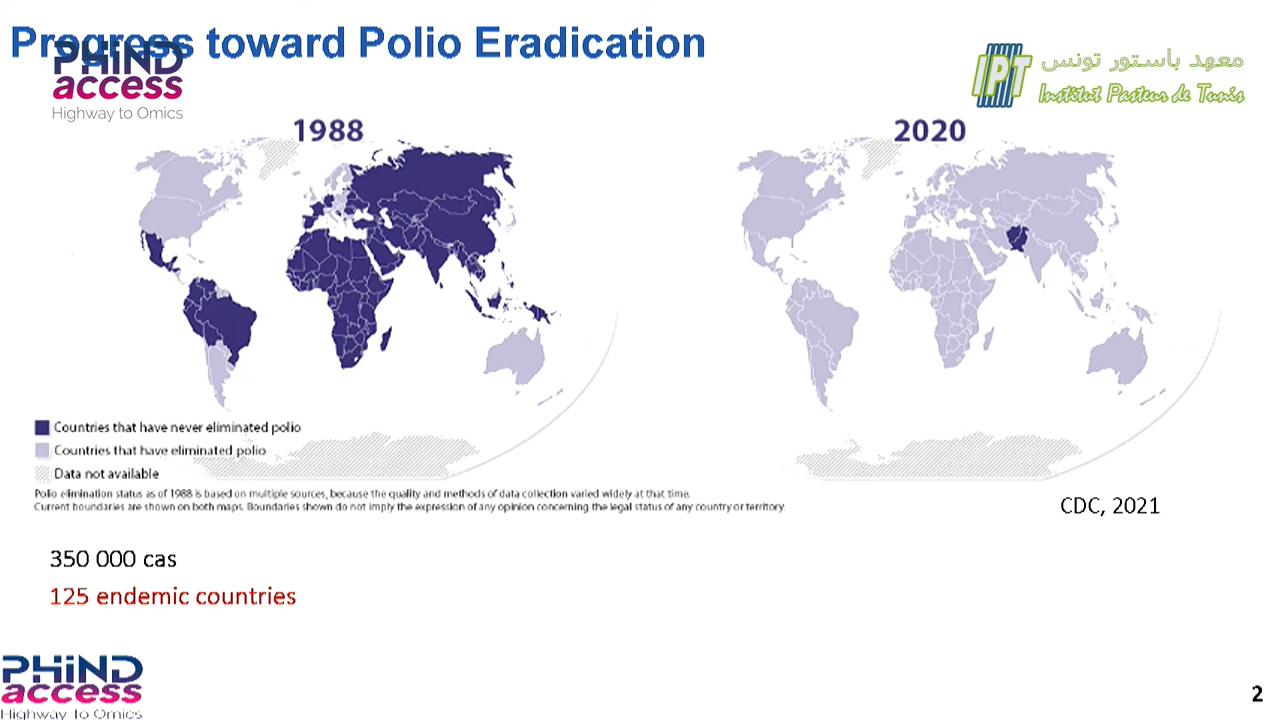 Progress toward Polio Eradication
PHiND
access
Highway to Omics
IPT
معهد باستور تونس
Institut Pasteur de Tunis
1988
2020
Countries that have never eliminated polio
Countries that have eliminated polio
Data not available
Polio elimination status as of 1988 is based on multiple sources, because the quality and methods of data collection varied widely at that time.
Current boundaries are shown on both maps. Boundaries shown do not imply the expression of any opinion concerning the legal status of any country or territory.
CDC, 2021
350 000 cas
125 endemic countries
PHiND
access
Highway To Omics
2